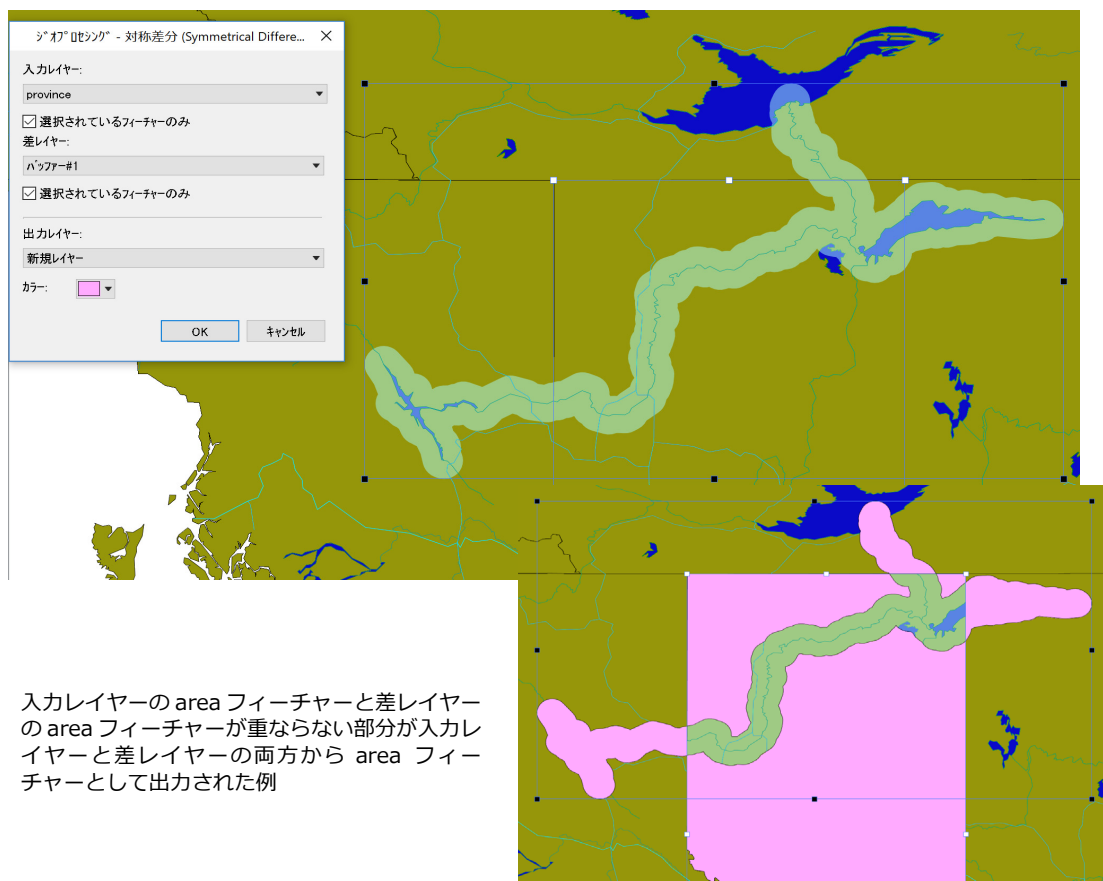 ｼﾞｵﾌﾟﾛｾｼﾝｸﾞ - 対称差分 (Symmetrical Differe...
入力レイヤー:
province
選択されているﾌｨｰﾁｬｰのみ
差レイヤー:
ﾊﾞｯﾌｧｰ#1
選択されているﾌｨｰﾁｬｰのみ
出力レイヤー:
新規レイヤー
カラー:
OK キャンセル
入力レイヤーの area フィーチャーと差レイヤー
の area フィーチャーが重ならない部分が入力レ
イヤーと差レイヤーの両方から area フィー
チャーとして出力された例